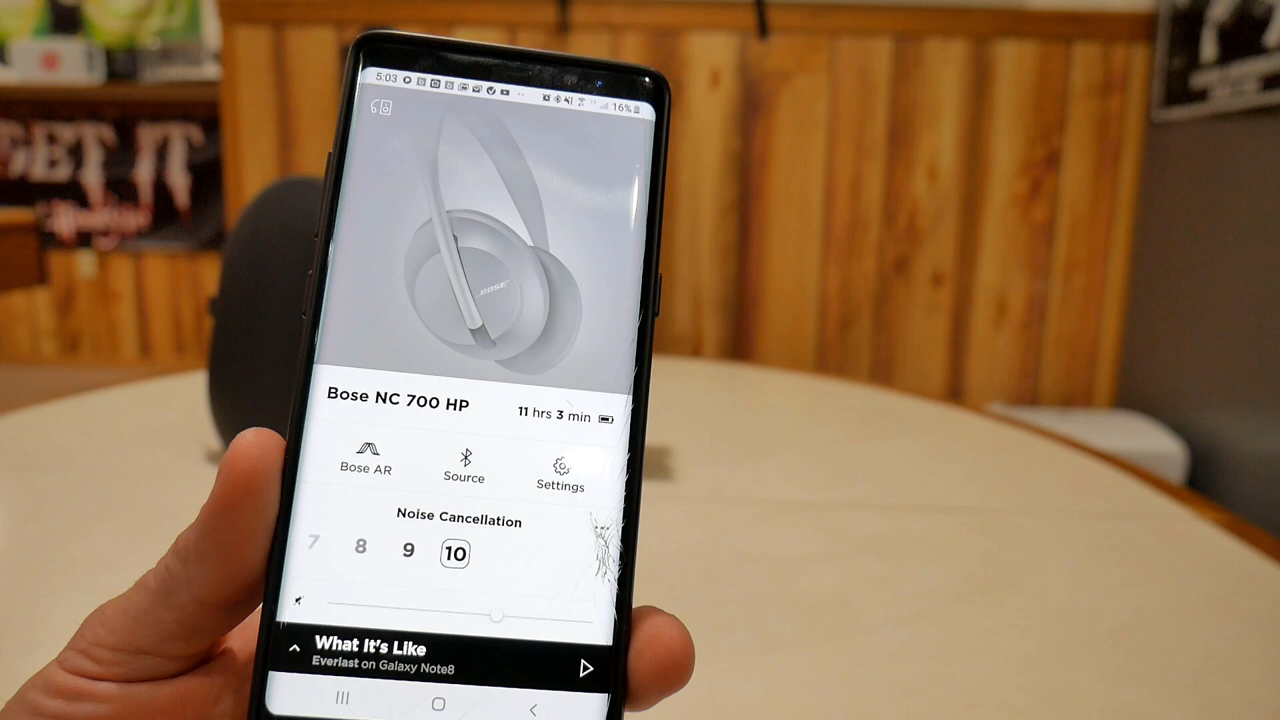 5.03
16%
GET IT
BOSE
Bose NC 700 HP
11 hrs 3 min
Bose AR
Source
Settings
Noise Cancellation
7 8 9 10
What It's Like
Everlast on Galaxy Note8